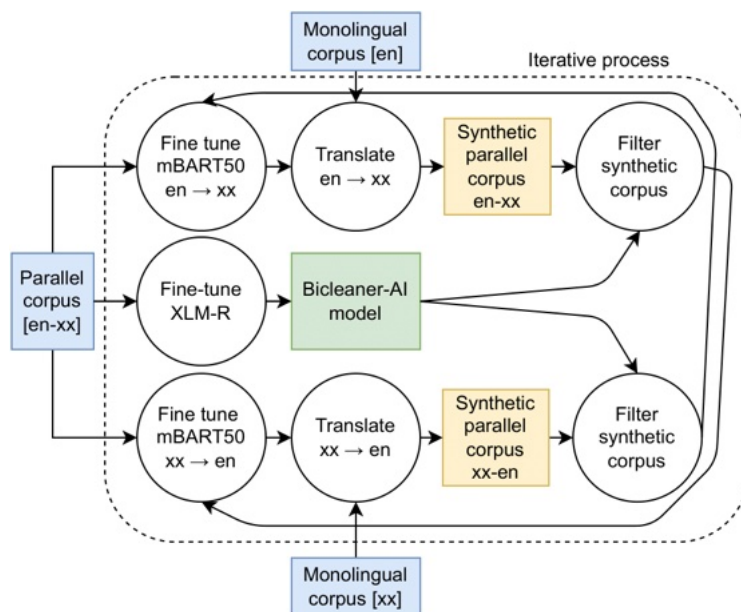 Monolingual
corpus [en]
Iterative process
Fine tune
mBART50
en → xx
Translate
en → xx
Synthetic
parallel
corpus
en-xx
Filter
synthetic
corpus
Parallel
corpus
[en-xx]
Fine-tune
XLM-R
Bicleaner-AI
model
Fine tune
mBART50
xx → en
Translate
xx → en
Synthetic
parallel
corpus
xx-en
Filter
synthetic
corpus
Monolingual
corpus [xx]